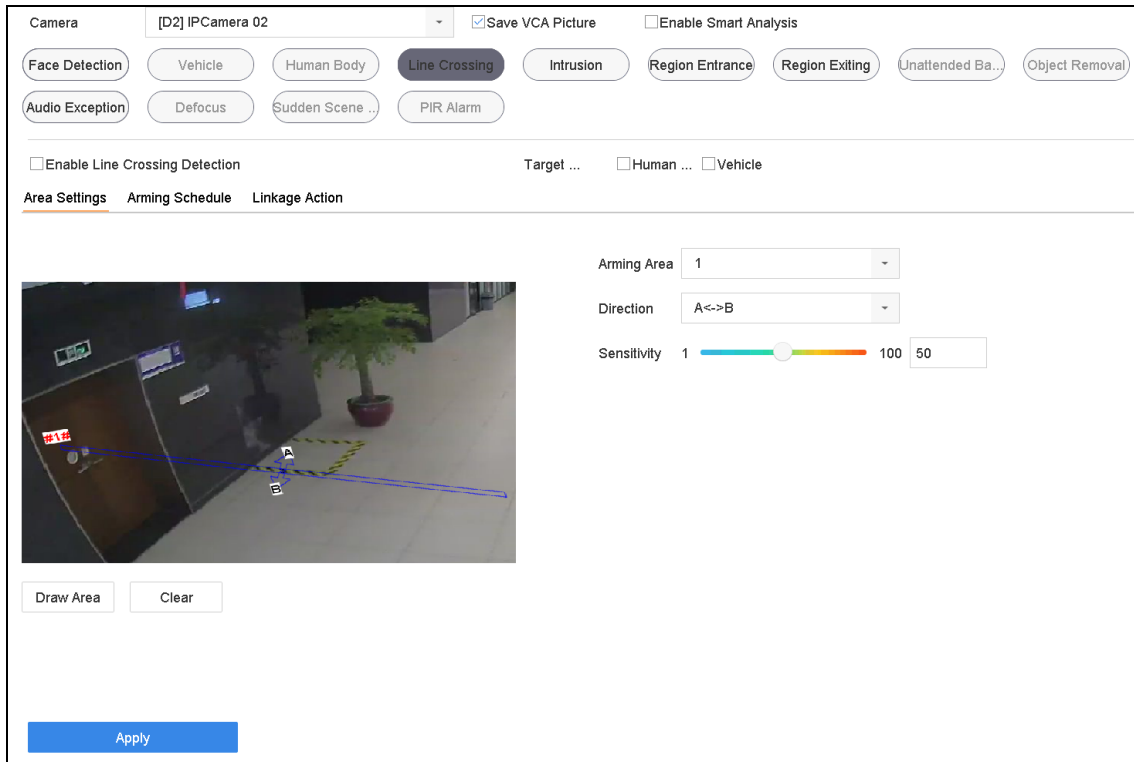 Camera [D2] IPCamera 02 Save VCA Picture Enable Smart Analysis
Face Detection Vehicle Human Body Line Crossing Intrusion Region Entrance Region Exiting Unattended Ba... Object Removal
Audio Exception Defocus Sudden Scene ... PIR Alarm
Enable Line Crossing Detection Target ... Human ... Vehicle
Area Settings Arming Schedule Linkage Action
Arming Area 1
Direction A<->B
Sensitivity 1 100 50
#1#
A
B
Draw Area Clear
Apply